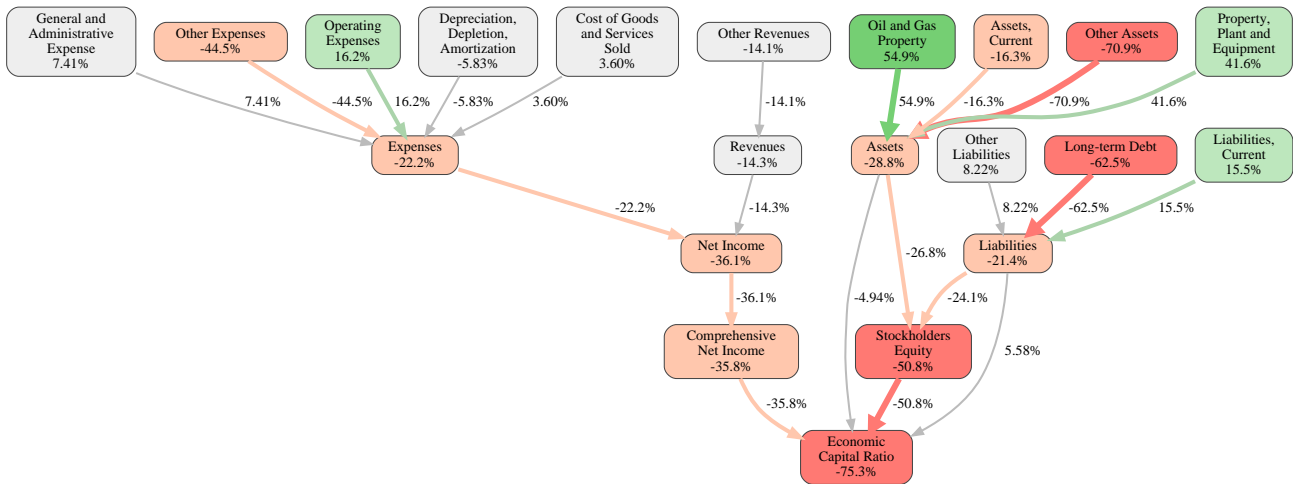 General and
Administrative
Expense
7.41%
Other Expenses
-44.5%
Operating
Expenses
16.2%
Depreciation,
Depletion,
Amortization
-5.83%
Cost of Goods
and Services
Sold
3.60%
Other Revenues
-14.1%
Oil and Gas
Property
54.9%
Assets,
Current
-16.3%
Other Assets
-70.9%
Property,
Plant and
Equipment
41.6%
7.41%
-44.5%
16.2%
-5.83%
3.60%
-14.1%
54.9%
-16.3%
-70.9%
41.6%
Expenses
-22.2%
Revenues
-14.3%
Assets
-28.8%
Other
Liabilities
8.22%
Long-term Debt
-62.5%
Liabilities,
Current
15.5%
-22.2%
-14.3%
8.22%
-62.5%
15.5%
Net Income
-36.1%
Liabilities
-21.4%
-26.8%
-36.1%
-4.94%
-24.1%
Comprehensive
Net Income
-35.8%
Stockholders
Equity
-50.8%
5.58%
-35.8%
-50.8%
Economic
Capital Ratio
-75.3%